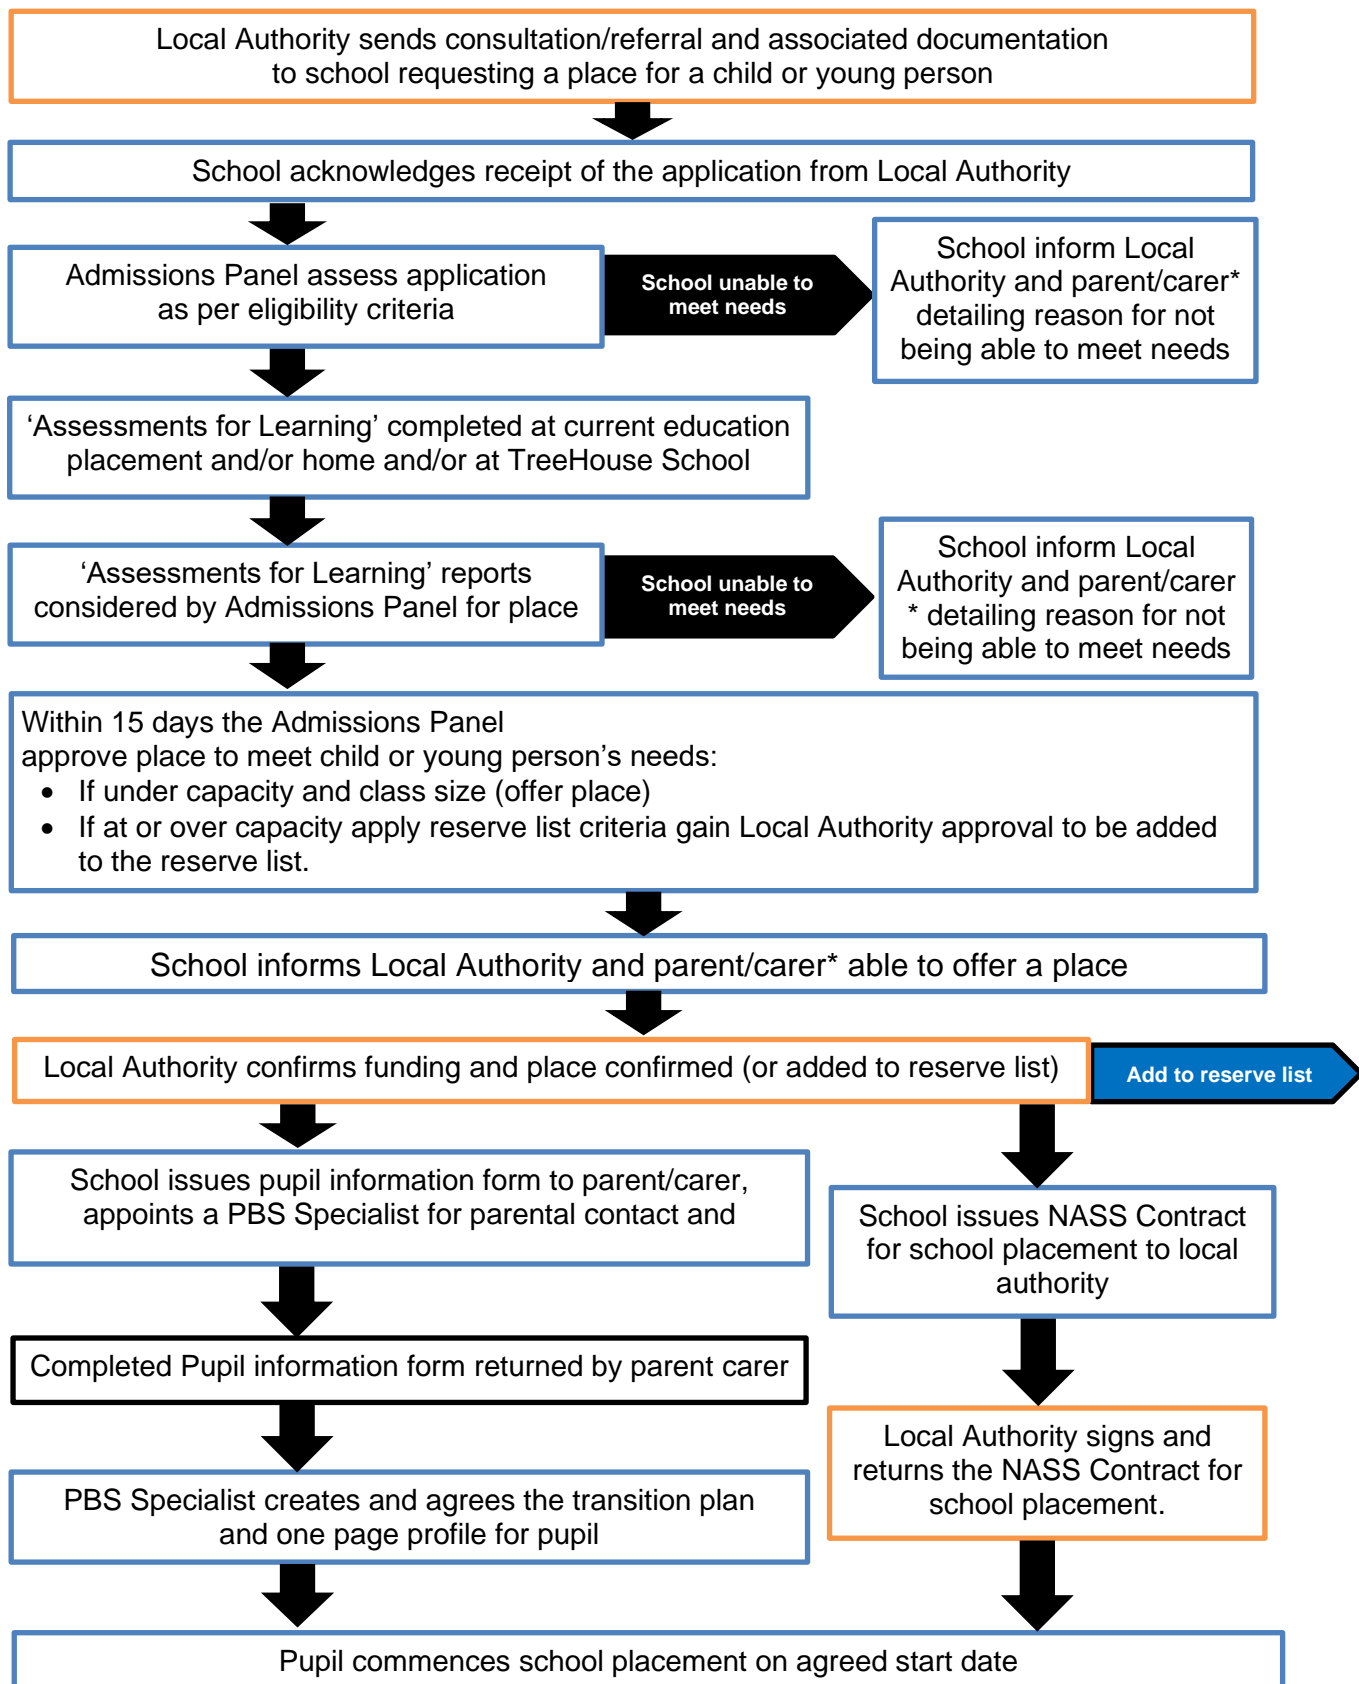 Local Authority sends consultation/referral and associated documentation
to school requesting a place for a child or young person
School acknowledges receipt of the application from Local Authority
Admissions Panel assess application
as per eligibility criteria
School unable to
meet needs
School inform Local
Authority and parent/carer*
detailing reason for not
being able to meet needs
‘Assessments for Learning’ completed at current education
placement and/or home and/or at TreeHouse School
‘Assessments for Learning’ reports
considered by Admissions Panel for place
School unable to
meet needs
School inform Local
Authority and parent/carer
* detailing reason for not
being able to meet needs
Within 15 days the Admissions Panel
approve place to meet child or young person’s needs:
• If under capacity and class size (offer place)
• If at or over capacity apply reserve list criteria gain Local Authority approval to be added
to the reserve list.
School informs Local Authority and parent/carer* able to offer a place
Local Authority confirms funding and place confirmed (or added to reserve list)
Add to reserve list
School issues pupil information form to parent/carer,
appoints a PBS Specialist for parental contact and
School issues NASS Contract
for school placement to local
authority
Completed Pupil information form returned by parent carer
Local Authority signs and
returns the NASS Contract for
school placement.
PBS Specialist creates and agrees the transition plan
and one page profile for pupil
Pupil commences school placement on agreed start date